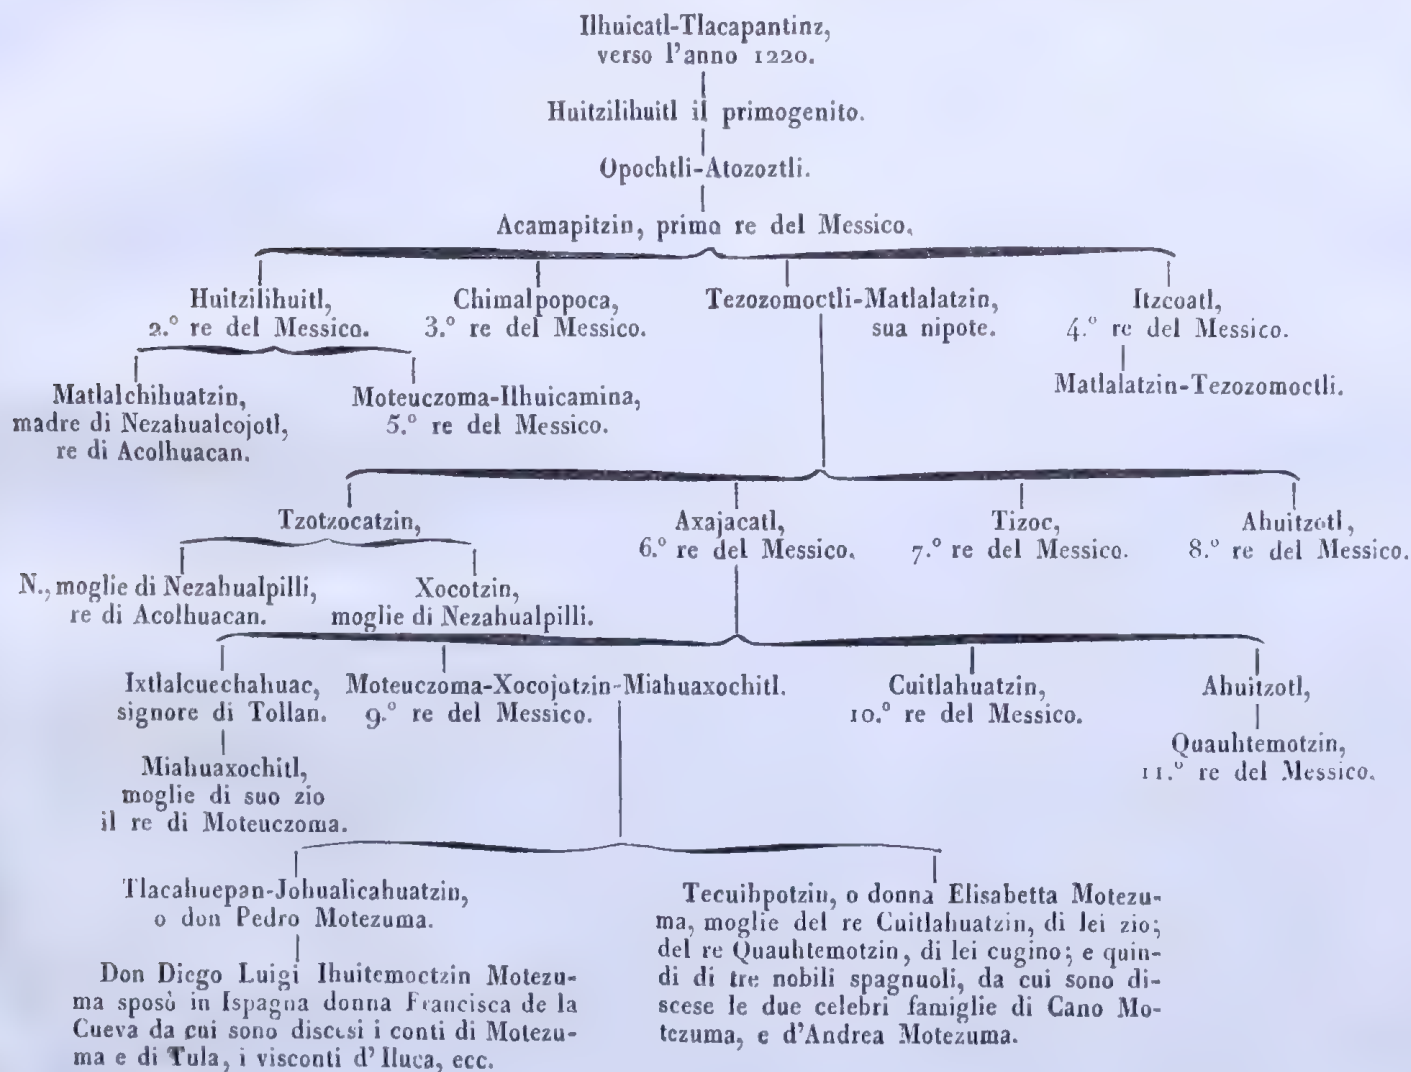 Ilhuicatl-Tlacapantinz,
verso l'anno 1220.
Huitzilihuitl il primogenito.
Opochtli-Atozoztli.
Acamapitzin, primo re del Messico.
Huitzilihuitl,
2.º re del Messico.
Chimalpopoca,
3.º re del Messico.
Tezozomoctli-Matlalatzin,
sua nipote.
Itzcoatl,
4.º re del Messico.
Matlalchihuatzin,
madre di Nezahualcojotl,
re di Acolhuacan.
Moteuczoma-Ilhuicamina,
5.º re del Messico.
Matlalatzin-Tezozomoctli.
Tzotzocatzin,
Axajacatl,
6.º re del Messico.
Tizoc,
7.º re del Messico.
Ahuitzotl,
8.º re del Messico.
N., moglie di Nezahualpilli,
re di Acolhuacan.
Xocotzin,
moglie di Nezahualpilli.
Ixtlalcuechahuac,
signore di Tollan.
Moteuczoma-Xocojotzin-Miahuaxochitl.
9.º re del Messico.
Cuitlahuatzin,
10.º re del Messico.
Ahuitzotl,
Miahuaxochitl,
moglie di suo zio
il re di Moteuczoma.
Quauhtemotzin,
11.º re del Messico.
Tlacahuepan-Johualicahuatzin,
o don Pedro Motezuma.
Don Diego Luigi Ihuitemoctzin Motezu-
ma sposò in Ispagna donna Francisca de la
Cueva da cui sono discesi i conti di Motezu-
ma e di Tula, i visconti d'Iluca, ecc.
Tecuihpotzin, o donna Elisabetta Motezu-
ma, moglie del re Cuitlahuatzin, di lei zio;
del re Quauhtemotzin, di lei cugino; e quin-
di di tre nobili spagnuoli, da cui sono di-
scese le due celebri famiglie di Cano Mo-
tezuma, e d'Andrea Motezuma.